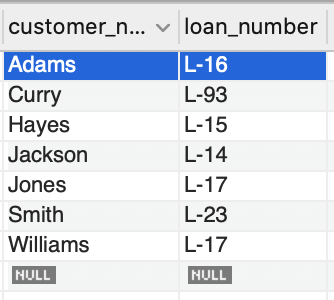 customer_n... loan_number
Adams L-16
Curry L-93
Hayes L-15
Jackson L-14
Jones L-17
Smith L-23
Williams L-17
NULL NULL